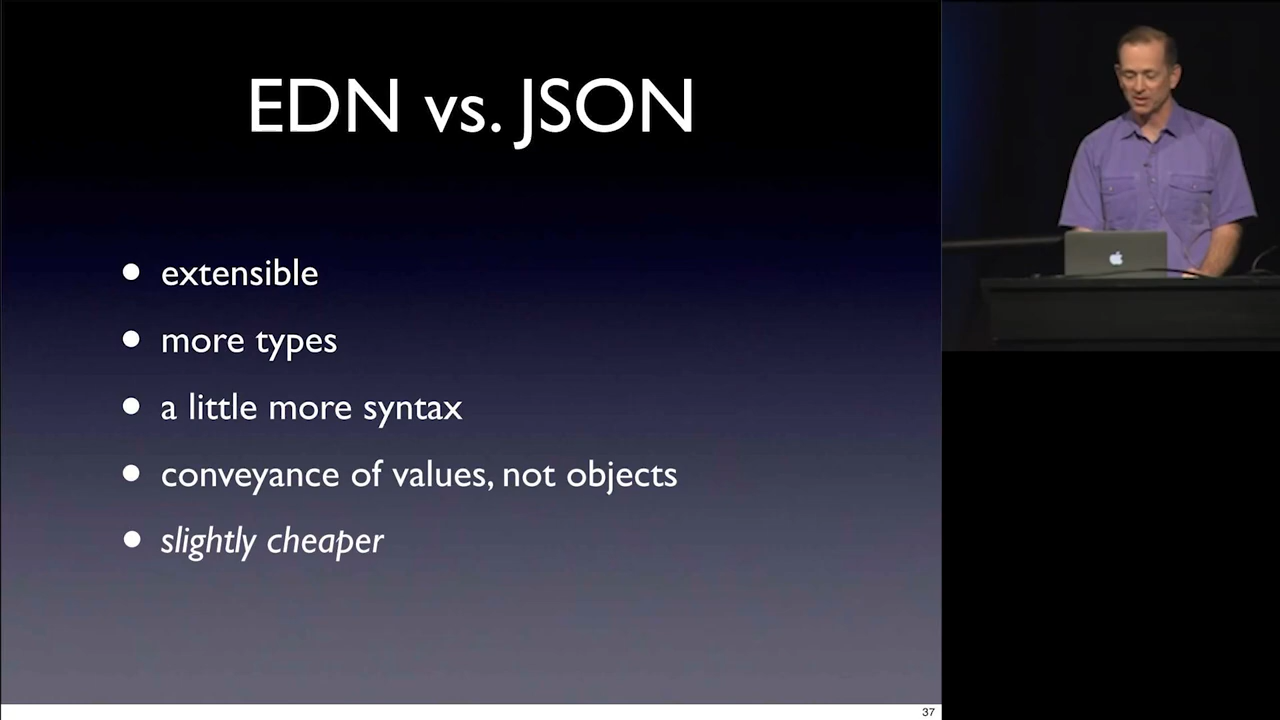 EDN vs. JSON
extensible
more types
a little more syntax
conveyance of values, not objects
slightly cheaper
37